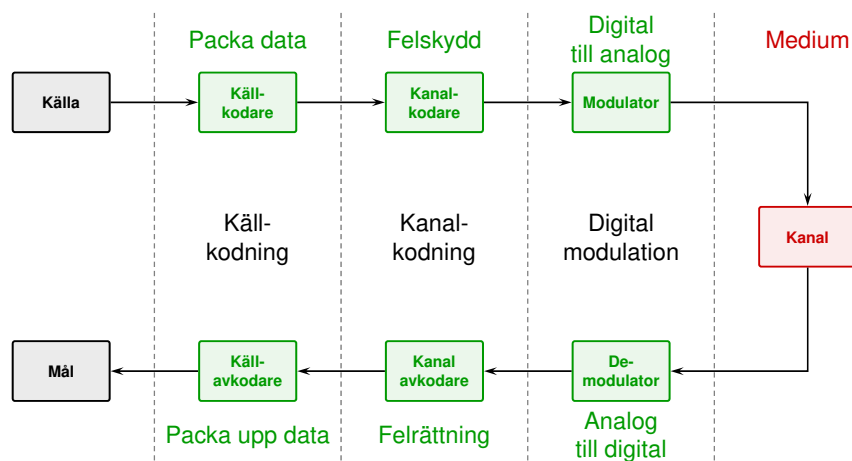 Packa data
Felskydd
Digital
till analog
Medium
Källa
Käll-
kodare
Kanal-
kodare
Modulator
Käll-
kodning
Kanal-
kodning
Digital
modulation
Kanal
Mål
Käll-
avkodare
Kanal
avkodare
De-
modulator
Packa upp data
Felrättning
Analog
till digital